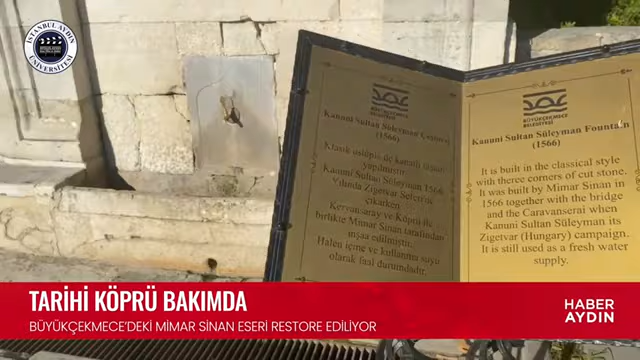 İSTANBUL AYDIN ÜNİVERSİTESİ
BÜYÜKÇEKMECE
BELEDİYESİ
Kanuni Sultan Süleyman Çeşmesi
(1566)
Klasik üslupta üç kanatlı
yapılmıştır.
Kanuni Sultan Süleyman 1566
Yılında Zigetvar Seferi'ne
çıkarken
Kervansaray ve Köprü ile
birlikte Mimar Sinan tarafından
inşaa edilmiştir.
Halen içme ve kullanma suyu
olarak faal durumdadır.
BÜYÜKÇEKMECE
BELEDİYESİ
Kanuni Sultan Süleyman Fountain
(1566)
It is built in the classical style
with theree corners of cut stone.
It was built by Mimar Sinan in
1566 together with the bridge
and the Caravanserai when
Kanuni Sultan Süleyman its
Zigetvar (Hungary) campaign.
It is still used as a fresh water
supply.
TARİHİ KÖPRÜ BAKIMDA
BÜYÜKÇEKMECE'DEKİ MİMAR SİNAN ESERİ RESTORE EDİLİYOR
HABER
AYDIN